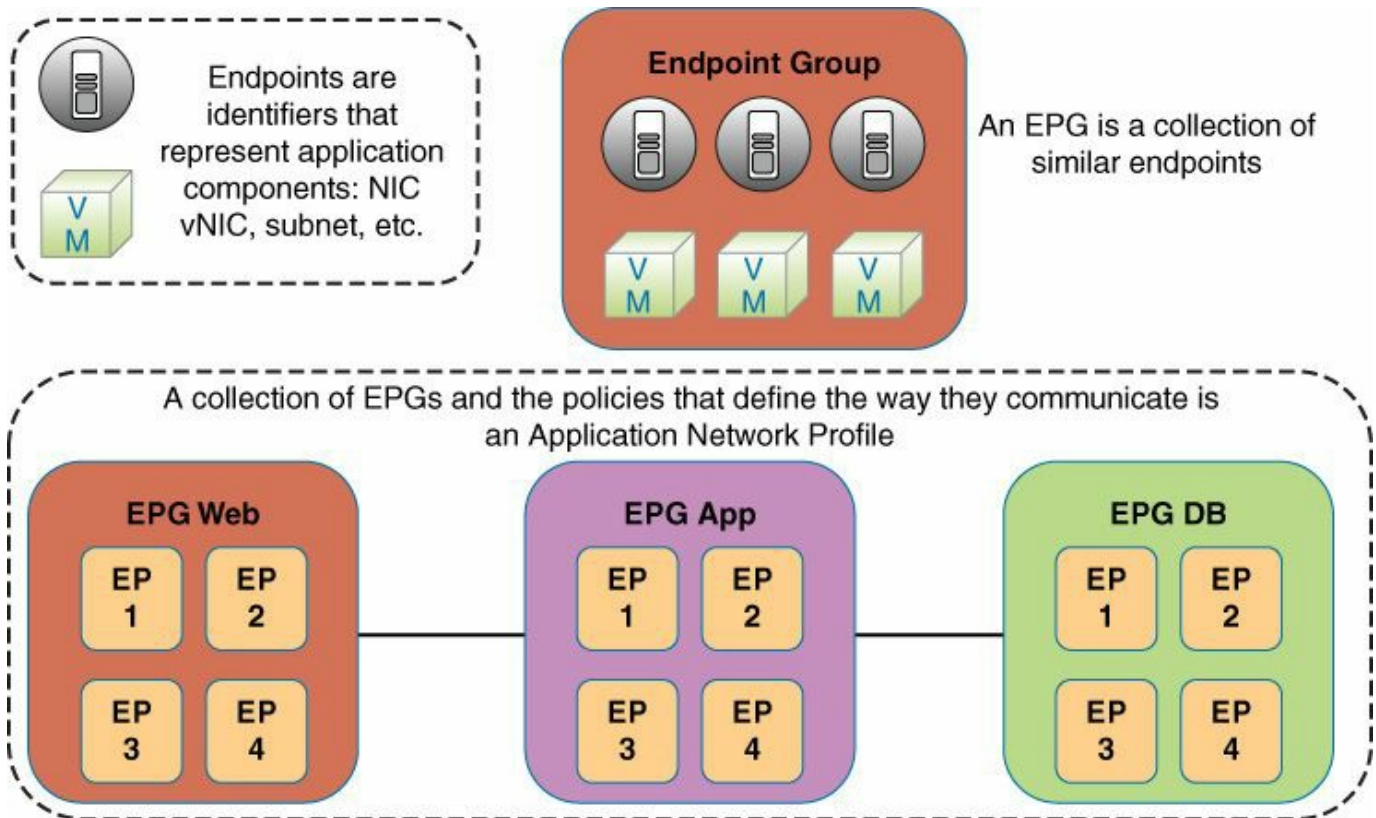 Endpoints are
identifiers that
represent application
components: NIC
vNIC, subnet, etc.
V
M
Endpoint Group
V
M
V
M
V
M
An EPG is a collection of
similar endpoints
A collection of EPGs and the policies that define the way they communicate is
an Application Network Profile
EPG Web
EP
1
EP
2
EP
3
EP
4
EPG App
EP
1
EP
2
EP
3
EP
4
EPG DB
EP
1
EP
2
EP
3
EP
4